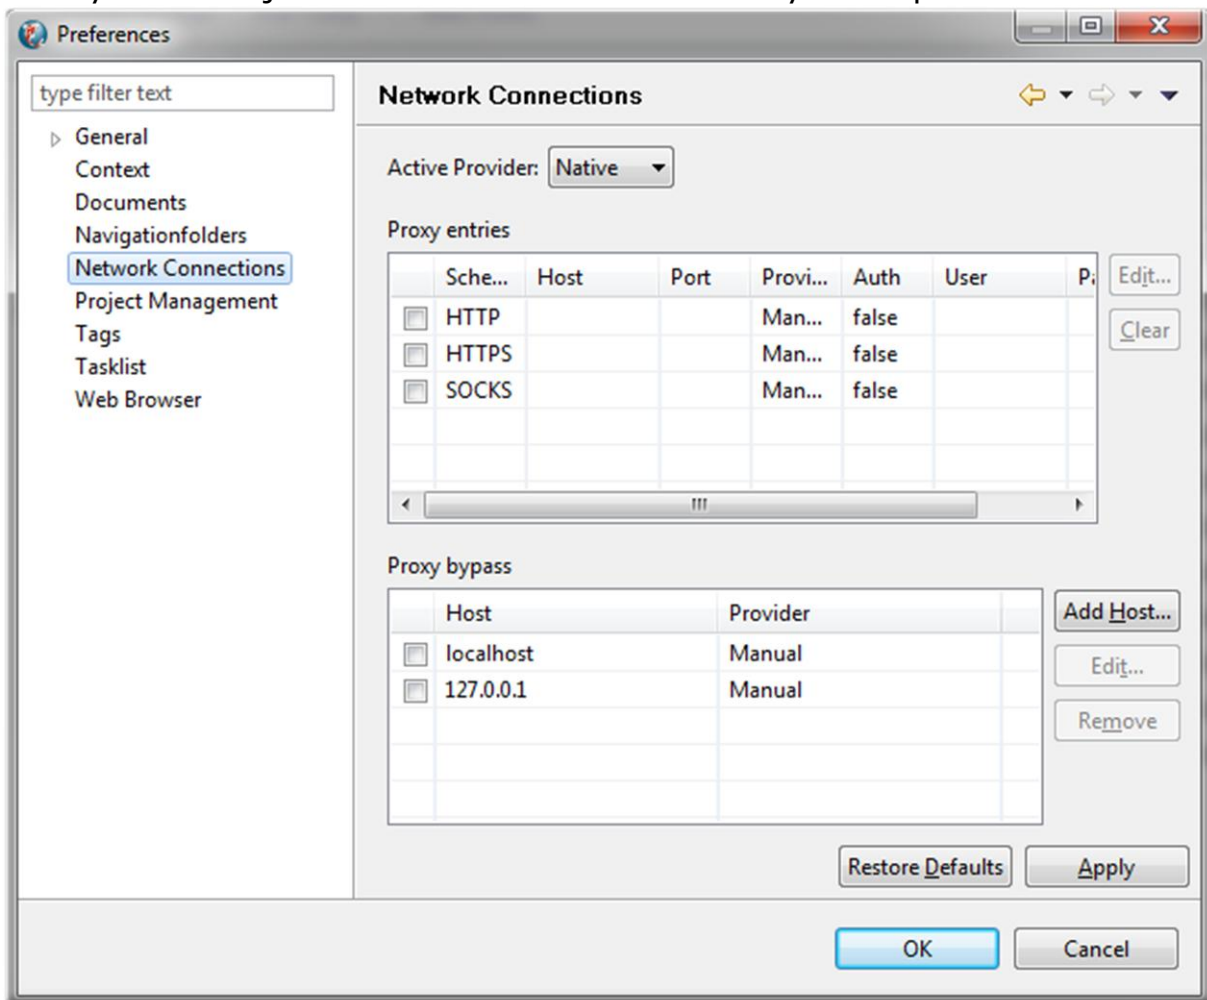 Preferences
type filter text
General
Context
Documents
Navigationfolders
Network Connections
Project Management
Tags
Tasklist
Web Browser
Network Connections
Active Provider: Native
Proxy entries
Sche... Host Port Provi... Auth User
HTTP Man... false
HTTPS Man... false
SOCKS Man... false
Edit...
Clear
Proxy bypass
Host Provider
localhost Manual
127.0.0.1 Manual
Add Host...
Edit...
Remove
Restore Defaults Apply
OK Cancel